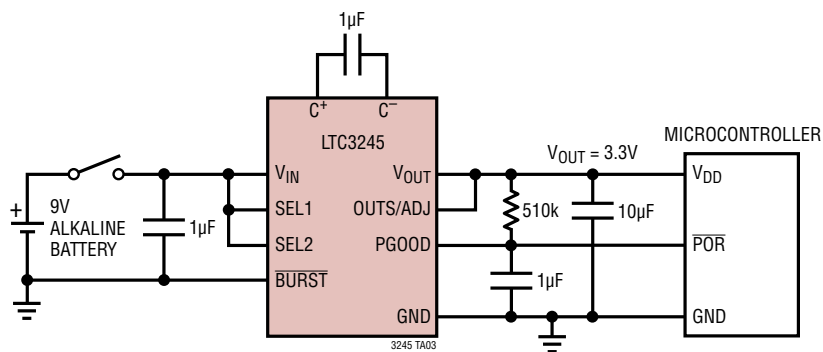 1µF
C+
C–
LTC3245
MICROCONTROLLER
VOUT = 3.3V
VIN
VOUT
VDD
+
9V
ALKALINE
BATTERY
1µF
SEL1
OUTS/ADJ
510k
10µF
SEL2
PGOOD
POR
BURST
1µF
GND
GND
3245 TA03